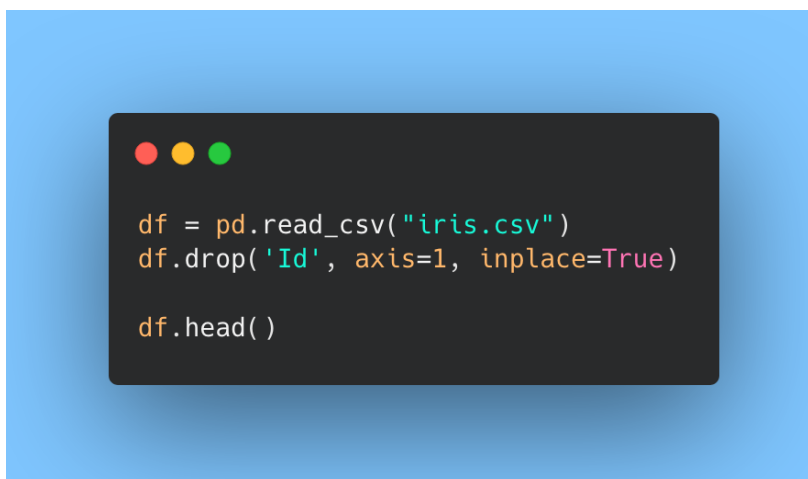 df = pd.read_csv("iris.csv")
df.drop('Id', axis=1, inplace=True)
df.head()